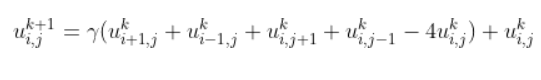 $u_{i,j}^{k+1} = \gamma(u_{i+1,j}^{k} + u_{i-1,j}^{k} + u_{i,j+1}^{k} + u_{i,j-1}^{k} - 4u_{i,j}^{k}) + u_{i,j}^{k}$